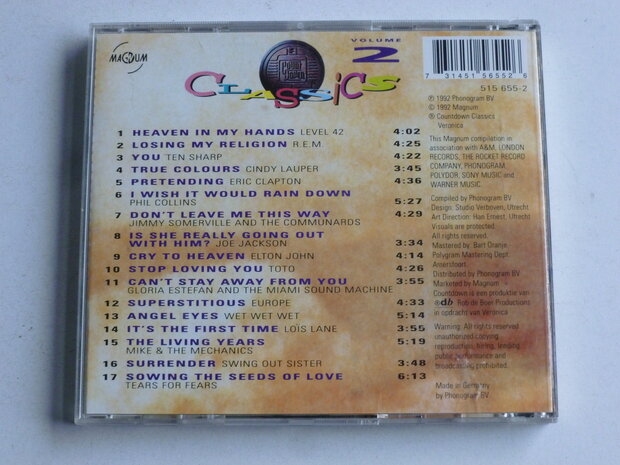 MAGNUM
VOLUME
2
CLASSICS
7 31451 56552 6
515 655-2
1 HEAVEN IN MY HANDS LEVEL 42 4:02
2 LOSING MY RELIGION R.E.M. 4:25
3 YOU TEN SHARP 4:22
4 TRUE COLOURS CINDY LAUPER 3:45
5 PRETENDING ERIC CLAPTON 4:36
6 I WISH IT WOULD RAIN DOWN
PHIL COLLINS 5:27
7 DON'T LEAVE ME THIS WAY 4:29
JIMMY SOMERVILLE AND THE COMMUNARDS
8 IS SHE REALLY GOING OUT
WITH HIM? JOE JACKSON 3:34
9 CRY TO HEAVEN ELTON JOHN 4:14
10 STOP LOVING YOU TOTO 4:26
11 CAN'T STAY AWAY FROM YOU 3:55
GLORIA ESTEFAN AND THE MIAMI SOUND MACHINE
12 SUPERSTITIOUS EUROPE 4:33
13 ANGEL EYES WET WET WET 5:14
14 IT'S THE FIRST TIME LOÏS LANE 3:55
15 THE LIVING YEARS 5:19
MIKE & THE MECHANICS
16 SURRENDER SWING OUT SISTER 3:48
17 SOWING THE SEEDS OF LOVE 6:13
TEARS FOR FEARS
℗ 1992 Phonogram BV
© 1992 Magnum
® Countdown Classics
Veronica
This Magnum compilation in
association with A&M, LONDON
RECORDS, THE ROCKET RECORD
COMPANY, PHONOGRAM,
POLYDOR, SONY MUSIC and
WARNER MUSIC.
Compiled by Phonogram BV
Design: Studio Verboven, Utrecht
Art Direction: Han Ernest, Utrecht
Visuals are protected.
All rights reserved.
Mastered by: Bart Oranje,
Polygram Mastering Dept.
Amersfoort.
Distributed by Phonogram BV
Marketed by Magnum
Countdown is een produktie van
Rob de Boer Productions
in opdracht van Veronica
Warning: All rights reserved
unauthorized copying
reproduction, hiring, lending
public performance and
broadcasting prohibited.
Made in Germany
by Phonogram BV.